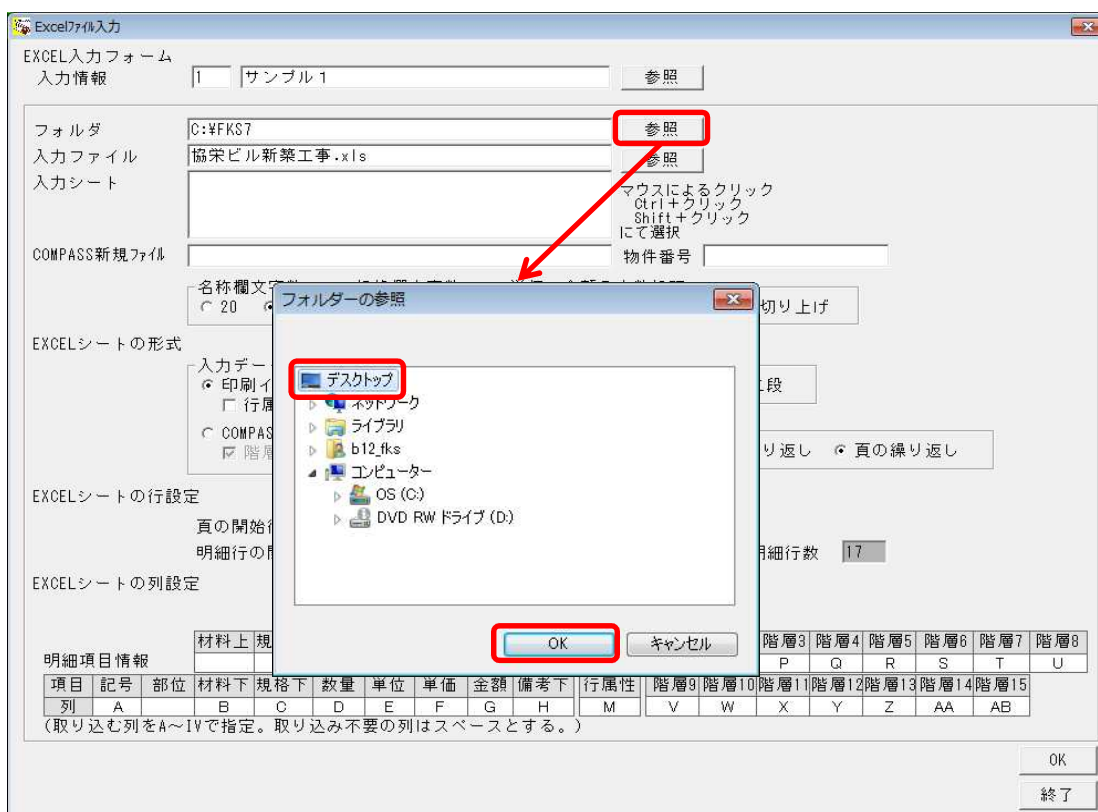 Excelファイル入力
EXCEL入力フォーム
入力情報 1 サンプル1 参照
フォルダ C:¥FKS7 参照
入力ファイル 協栄ビル新築工事.xls 参照
入力シート
マウスによるクリック
Ctrl+クリック
Shift+クリック
にて選択
COMPASS新規ファイル 物件番号
名称欄文
20
切り上げ
フォルダーの参照
EXCELシートの形式
入力デー
印刷イ
行属
段
COMPAS
階層
り返し 頁の繰り返し
デスクトップ
ネットワーク
ライブラリ
b12_fks
コンピューター
OS (C:)
DVD RW ドライブ (D:)
OK キャンセル
EXCELシートの行設定
頁の開始行
明細行の開
明細行数 17
EXCELシートの列設定
材料上 規 階層3 階層4 階層5 階層6 階層7 階層8
明細項目情報 P Q R S T U
項目 記号 部位 材料下 規格下 数量 単位 単価 金額 備考下 行属性 階層9 階層10 階層11 階層12 階層13 階層14 階層15
列 A B C D E F G H M V W X Y Z AA AB
(取り込む列をA～IVで指定。取り込み不要の列はスペースとする。)
OK
終了